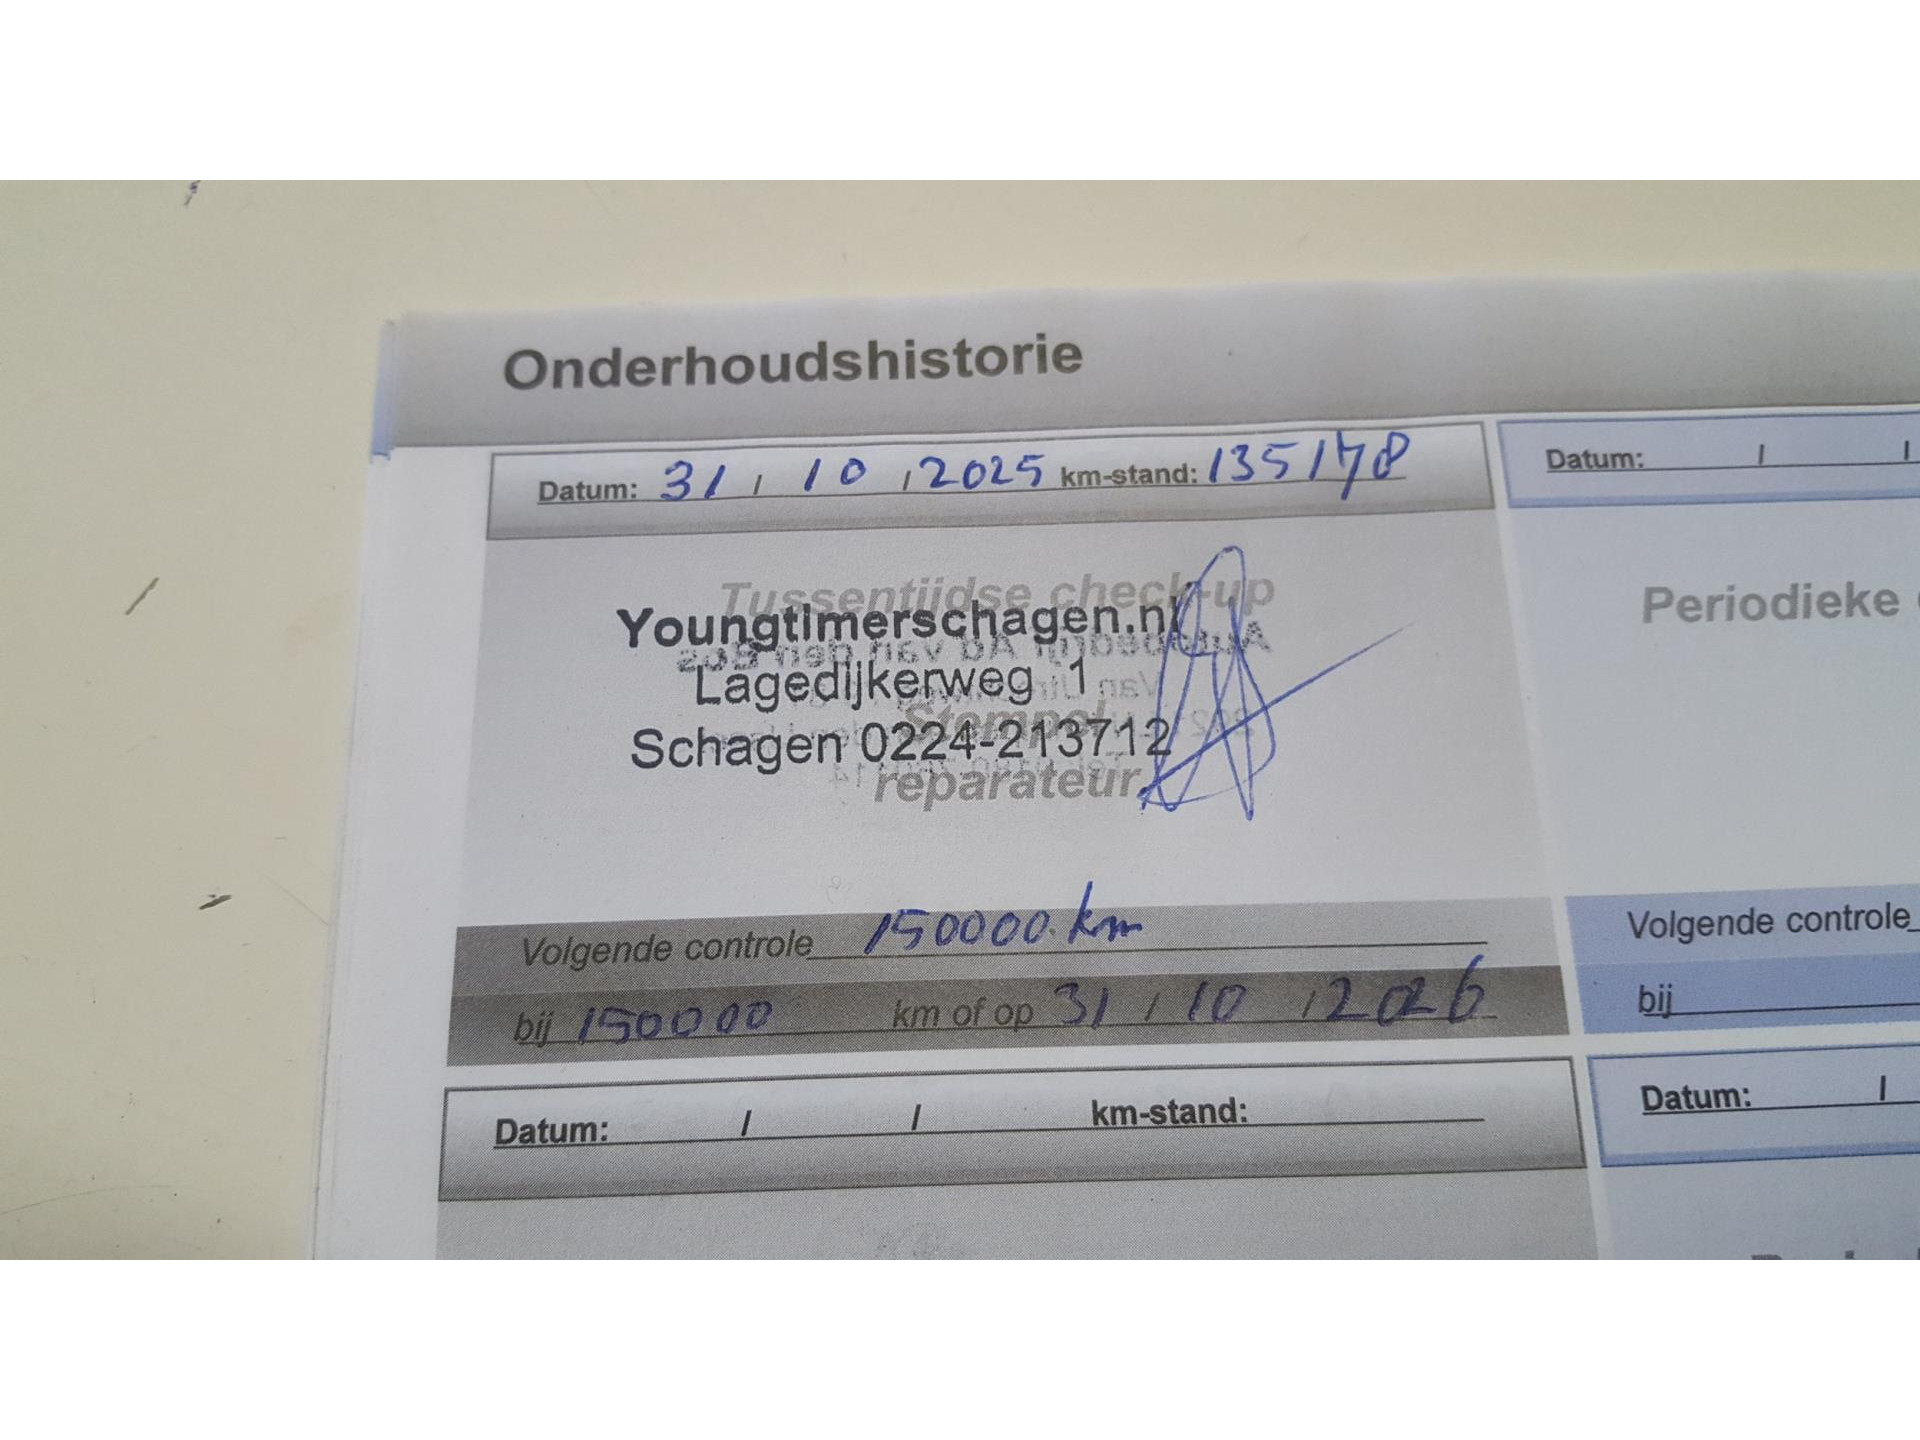 Onderhoudshistorie
Datum: 31 / 10 / 2025 km-stand: 135178
Tussentijdse check-up
Youngtimerschagen.nl
Lagedijkerweg 1
Stempel
Schagen 0224-213712
reparateur
Volgende controle 150000 km
bij 150000 km of op 31 / 10 / 2026
Datum: / / km-stand:
Datum: / /
Periodieke
Volgende controle
bij
Datum: /